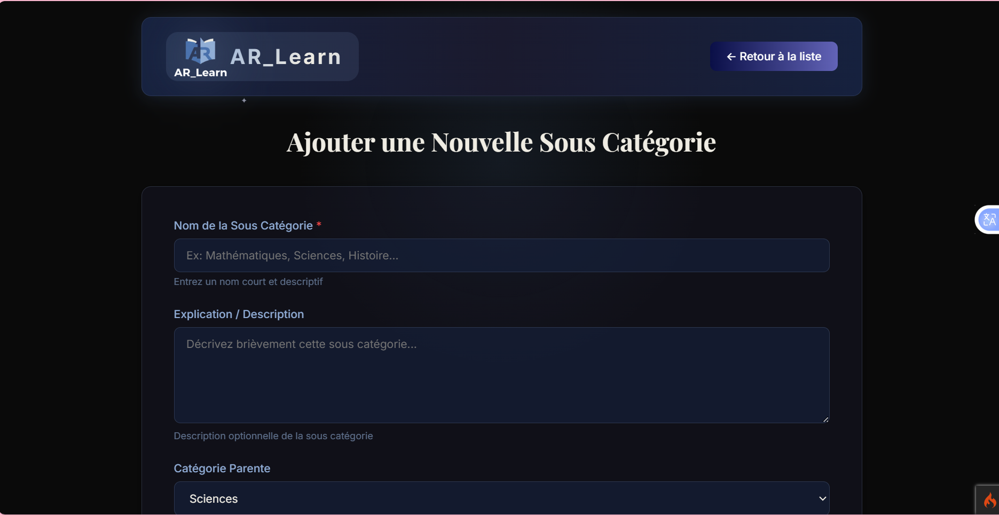 AR
AR_Learn
AR_Learn
← Retour à la liste
Ajouter une Nouvelle Sous Catégorie
Nom de la Sous Catégorie *
Ex: Mathématiques, Sciences, Histoire...
Entrez un nom court et descriptif
Explication / Description
Décrivez brièvement cette sous catégorie...
Description optionnelle de la sous catégorie
Catégorie Parente
Sciences
文A